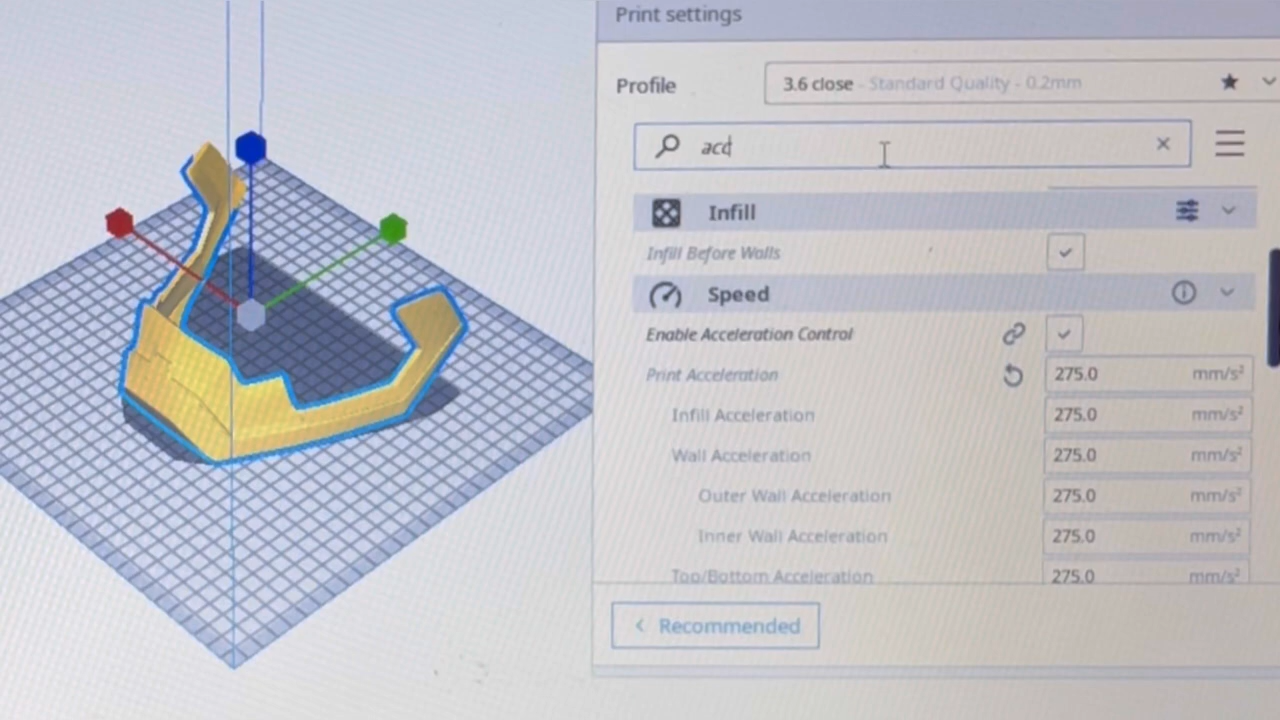 Print settings
Profile
3.6 close - Standard Quality - 0.2mm
acc
Infill
Infill Before Walls
Speed
Enable Acceleration Control
Print Acceleration 275.0 mm/s²
Infill Acceleration 275.0 mm/s²
Wall Acceleration 275.0 mm/s²
Outer Wall Acceleration 275.0 mm/s²
Inner Wall Acceleration 275.0 mm/s²
Top/Bottom Acceleration 275.0 mm/s²
Recommended